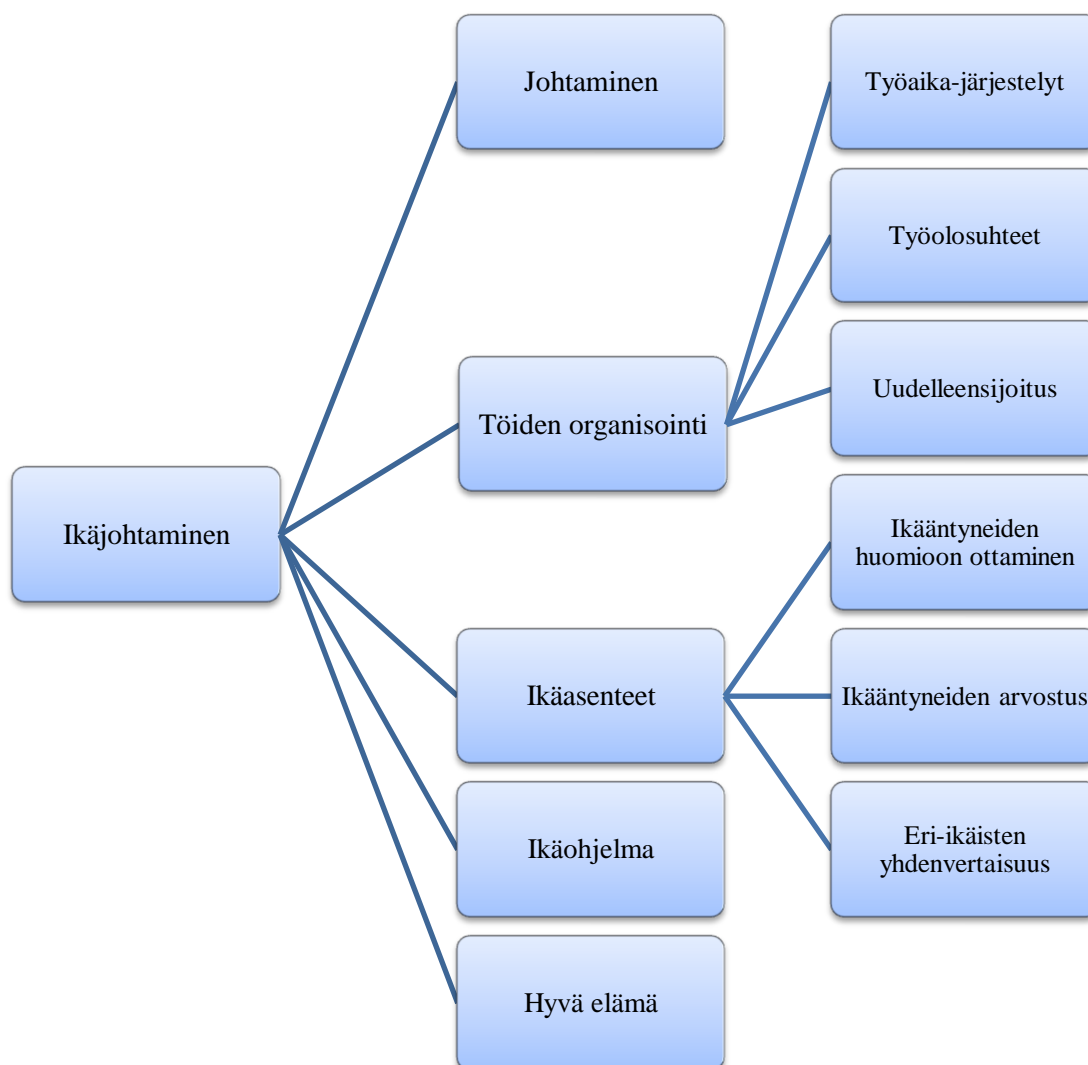 Johtaminen
Työaika-järjestelyt
Työolosuhteet
Uudelleensijoitus
Töiden organisointi
Ikäjohtaminen
Ikääntyneiden
huomioon ottaminen
Ikäasenteet
Ikääntyneiden arvostus
Ikäohjelma
Eri-ikäisten
yhdenvertaisuus
Hyvä elämä